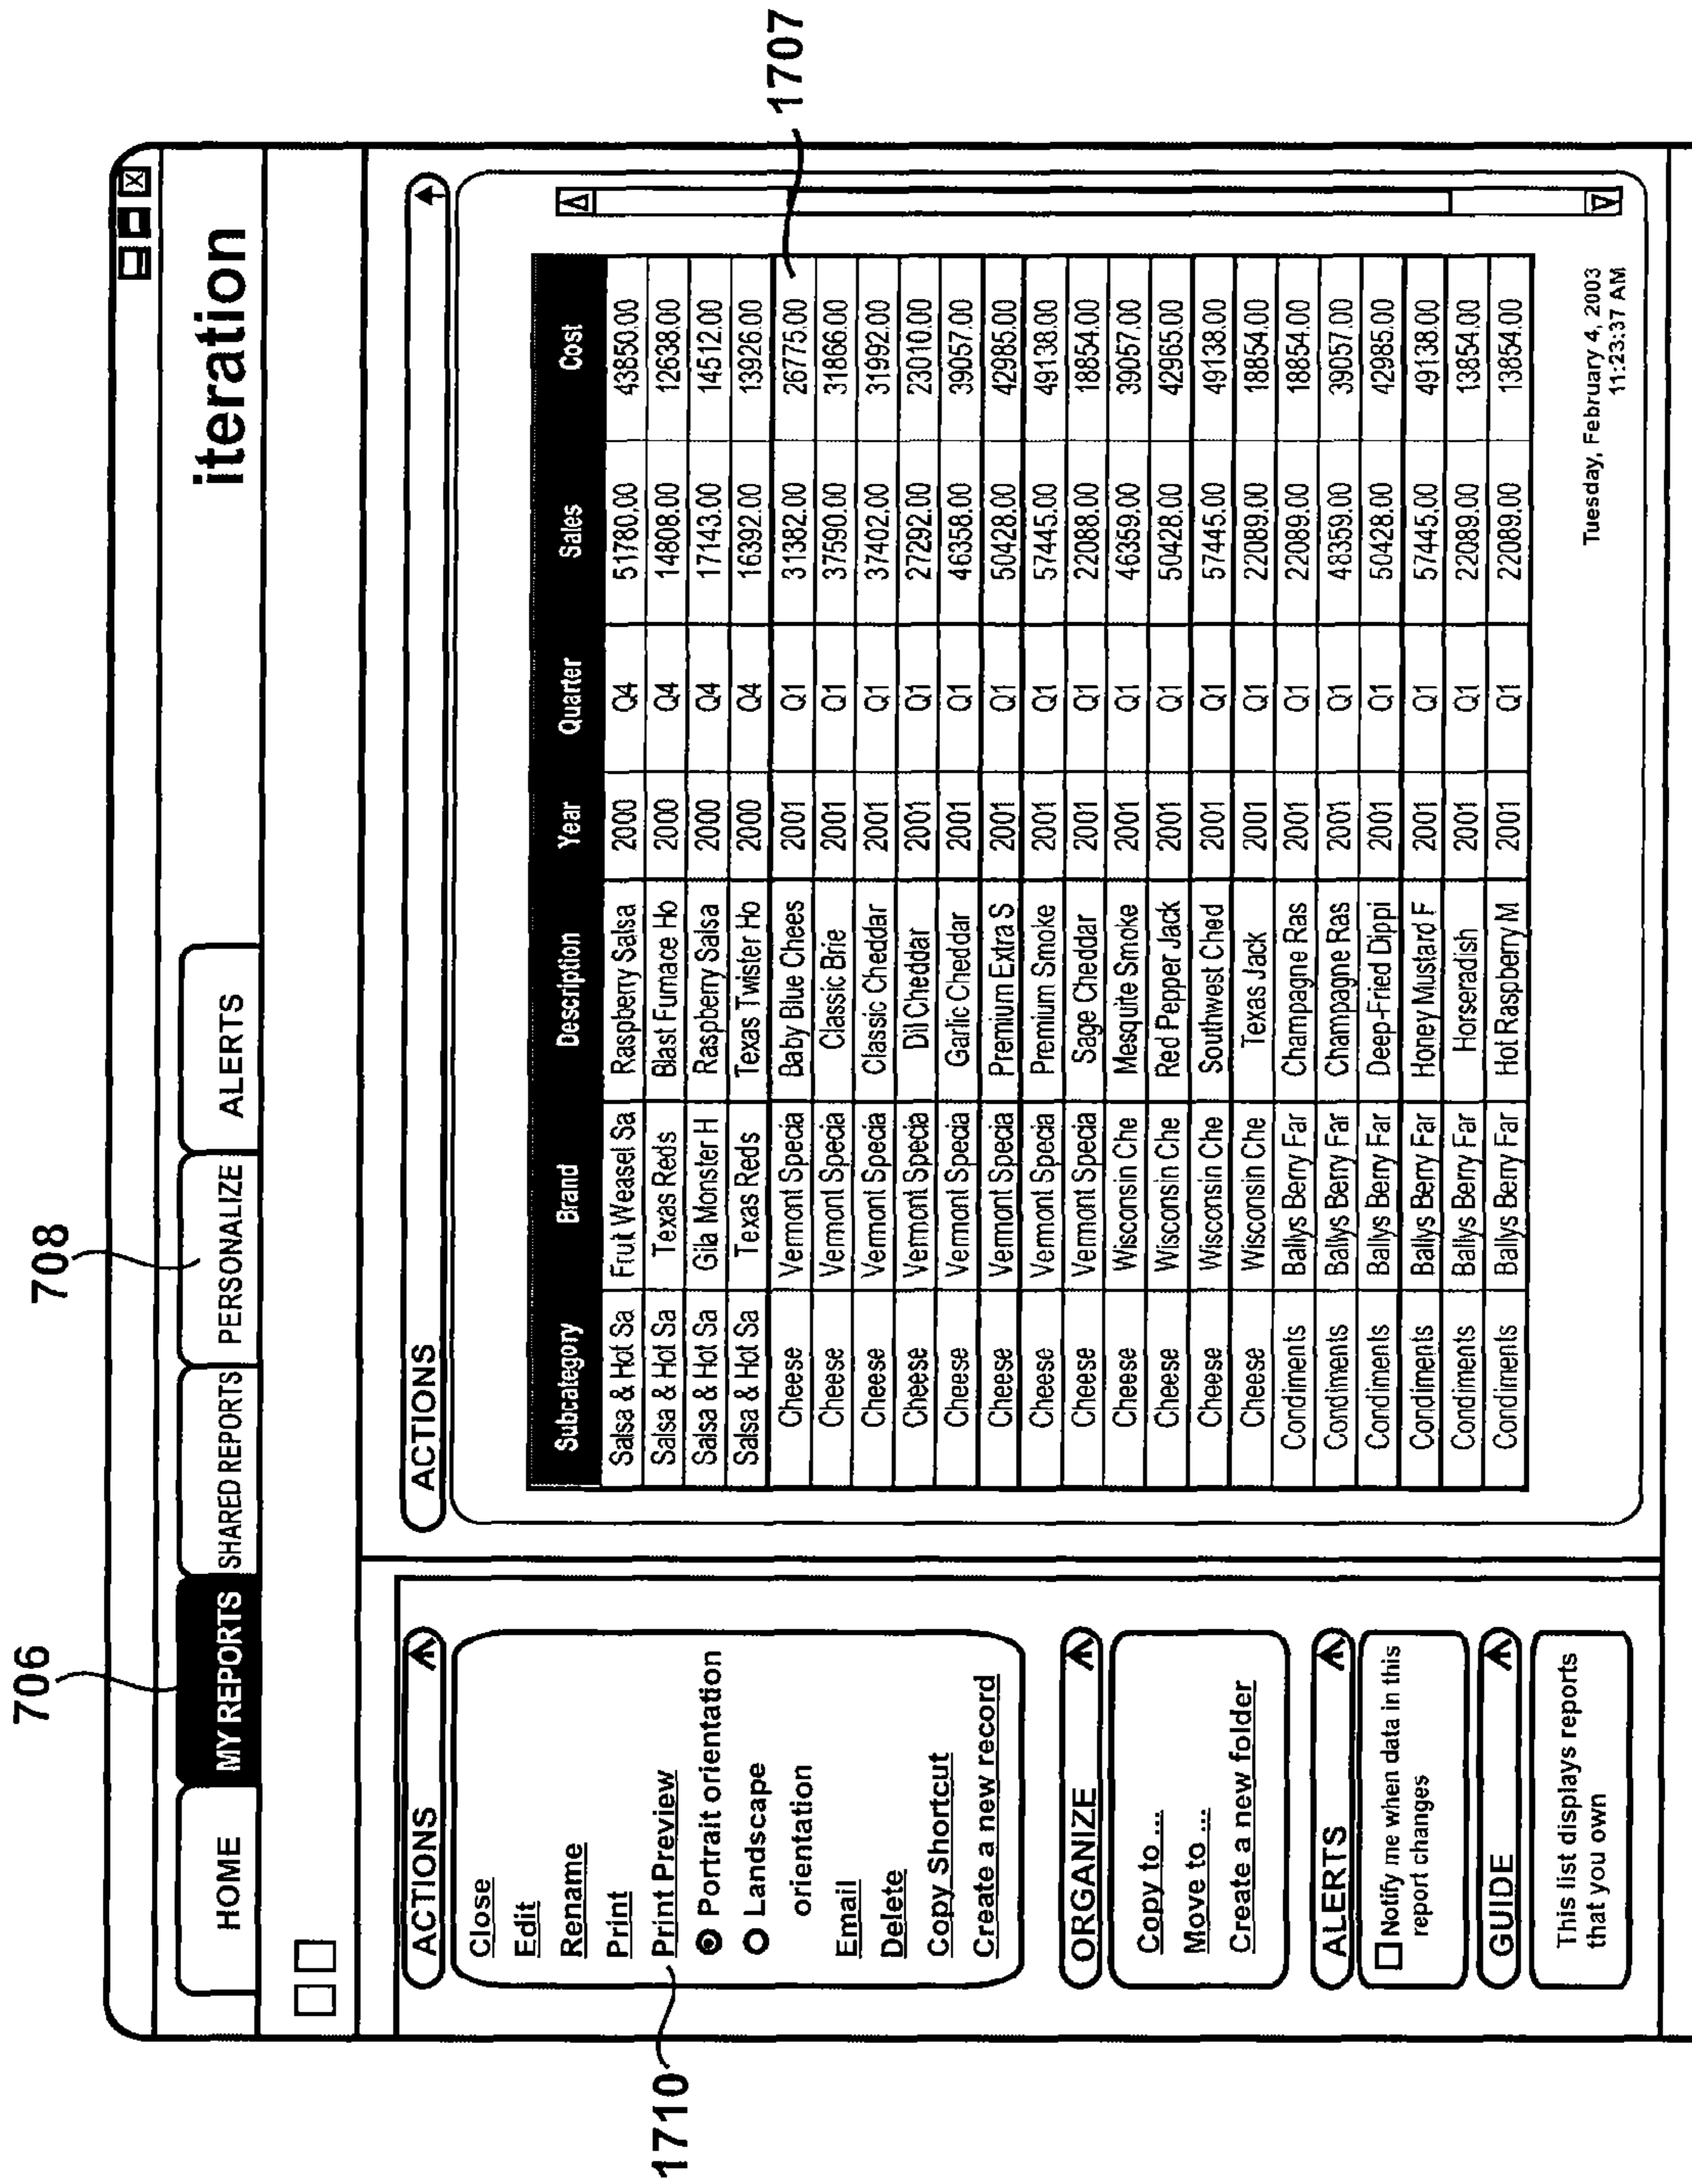 706
708
HOME MY REPORTS SHARED REPORTS PERSONALIZE ALERTS
iteration
ACTIONS
Close
Edit
Rename
Print
Print Preview
Portrait orientation
Landscape
orientation
Email
Delete
Copy Shortcut
Create a new record
1710
ORGANIZE
Copy to ...
Move to ...
Create a new folder
ALERTS
Notify me when data in this
report changes
GUIDE
This list displays reports
that you own
ACTIONS
Subcategory Brand Description Year Quarter Sales Cost
Salsa & Hot Sa Fruit Weasel Sa Raspberry Salsa 2000 Q4 51780.00 43850.00
Salsa & Hot Sa Texas Reds Blast Furnace Ho 2000 Q4 14808.00 12638.00
Salsa & Hot Sa Gila Monster H Raspberry Salsa 2000 Q4 17143.00 14512.00
Salsa & Hot Sa Texas Reds Texas Twister Ho 2000 Q4 16392.00 13926.00
Cheese Vermont Specia Baby Blue Chees 2001 Q1 31382.00 26775.00
Cheese Vermont Specia Classic Brie 2001 Q1 37590.00 31866.00
Cheese Vermont Specia Classic Cheddar 2001 Q1 37402.00 31992.00
Cheese Vermont Specia Dil Cheddar 2001 Q1 27292.00 23010.00
Cheese Vermont Specia Garlic Cheddar 2001 Q1 46358.00 39057.00
Cheese Vermont Specia Premium Extra S 2001 Q1 50428.00 42985.00
Cheese Vermont Specia Premium Smoke 2001 Q1 57445.00 49138.00
Cheese Vermont Specia Sage Cheddar 2001 Q1 22088.00 18854.00
Cheese Wisconsin Che Mesquite Smoke 2001 Q1 46359.00 39057.00
Cheese Wisconsin Che Red Pepper Jack 2001 Q1 50428.00 42965.00
Cheese Wisconsin Che Southwest Ched 2001 Q1 57445.00 49138.00
Cheese Wisconsin Che Texas Jack 2001 Q1 22089.00 18854.00
Condiments Ballys Berry Far Champagne Ras 2001 Q1 22089.00 18854.00
Condiments Ballys Berry Far Champagne Ras 2001 Q1 48359.00 39057.00
Condiments Ballys Berry Far Deep-Fried Dippi 2001 Q1 50428.00 42985.00
Condiments Ballys Berry Far Honey Mustard F 2001 Q1 57445.00 49138.00
Condiments Ballys Berry Far Horseradish 2001 Q1 22089.00 13854.00
Condiments Ballys Berry Far Hot Raspberry M 2001 Q1 22089.00 13854.00
1707
Tuesday, February 4, 2003
11:23:37 AM